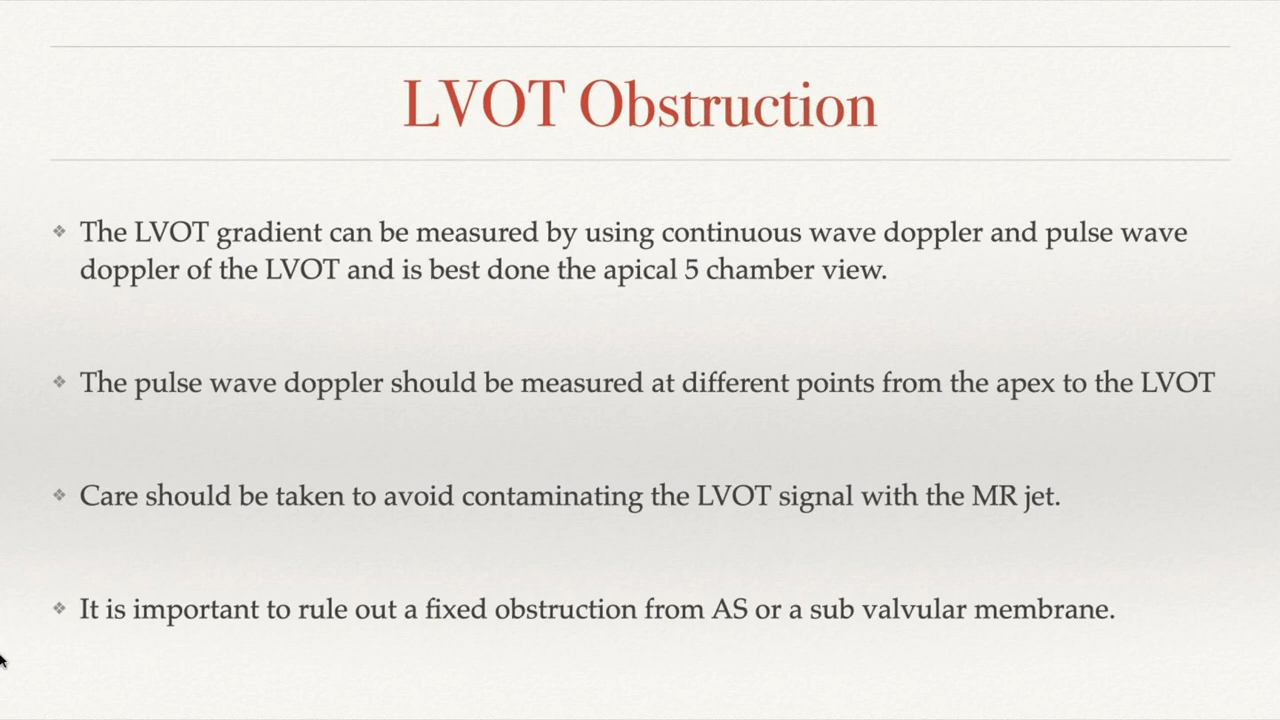 LVOT Obstruction
❖ The LVOT gradient can be measured by using continuous wave doppler and pulse wave
doppler of the LVOT and is best done the apical 5 chamber view.
❖ The pulse wave doppler should be measured at different points from the apex to the LVOT
❖ Care should be taken to avoid contaminating the LVOT signal with the MR jet.
❖ It is important to rule out a fixed obstruction from AS or a sub valvular membrane.